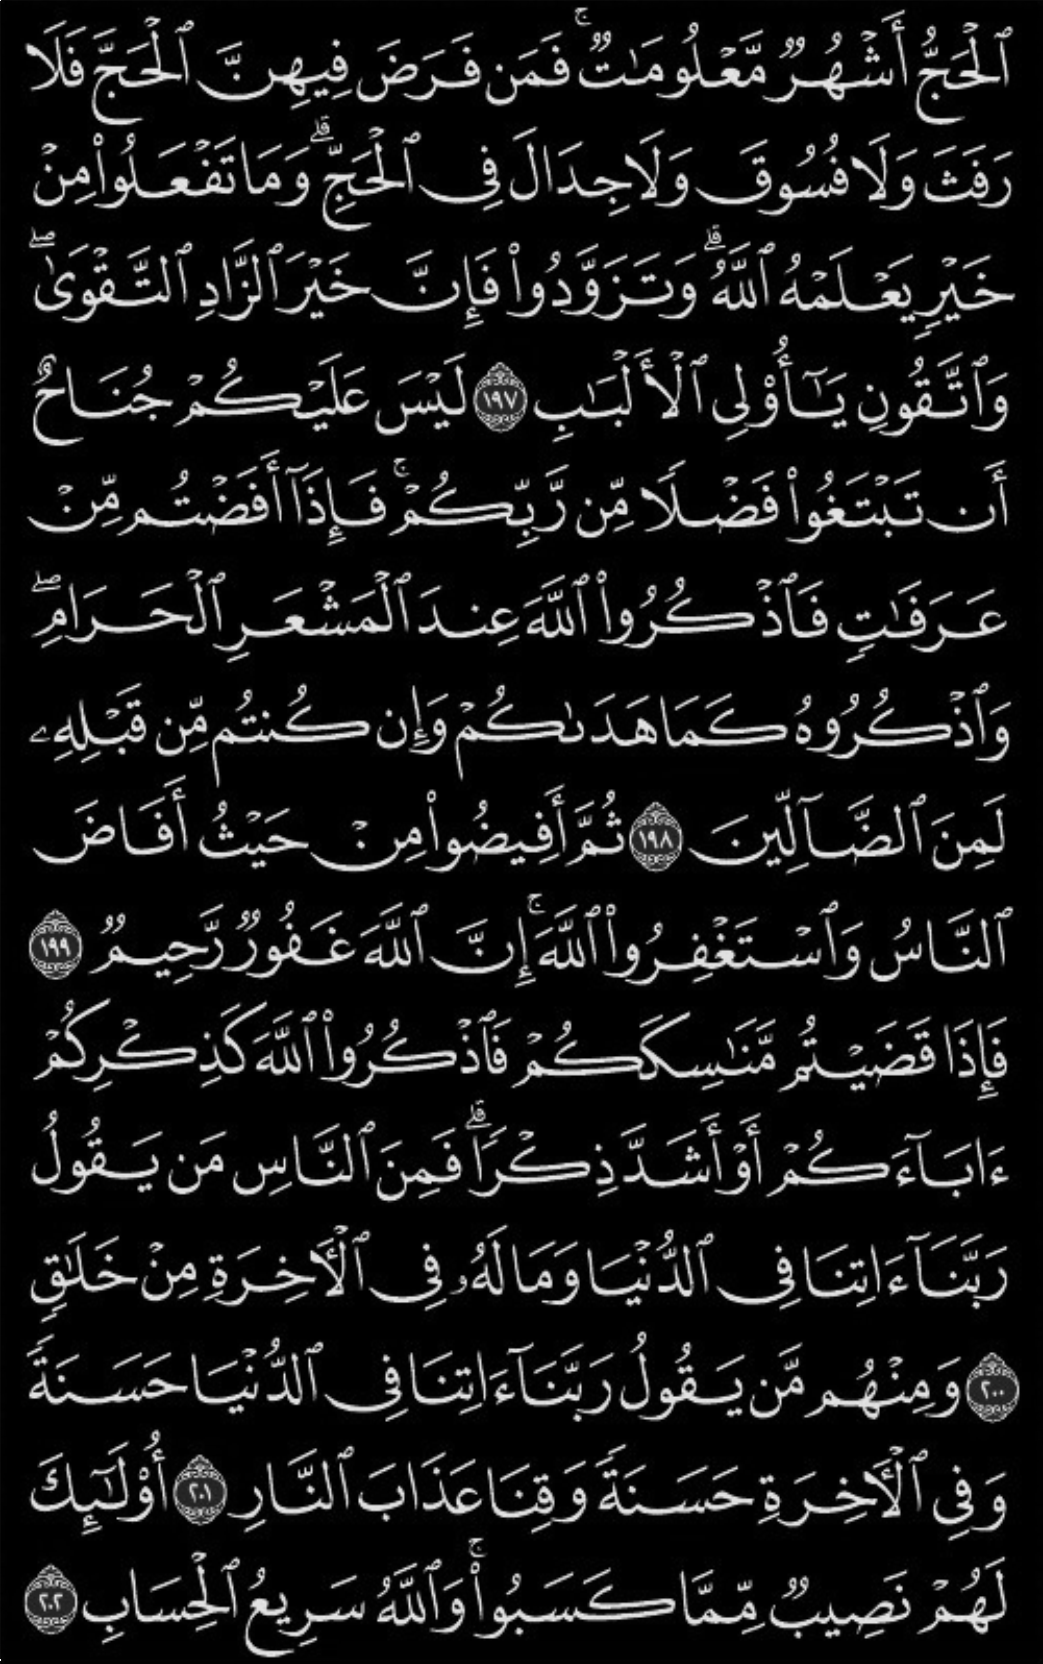 ٱلْحَجُّ أَشْهُرٌ مَّعْلُومَٰتٌ ۚ فَمَن فَرَضَ فِيهِنَّ ٱلْحَجَّ فَلَا
رَفَثَ وَلَا فُسُوقَ وَلَا جِدَالَ فِى ٱلْحَجِّ ۗ وَمَا تَفْعَلُوا۟ مِنْ
خَيْرٍ يَعْلَمْهُ ٱللَّهُ ۗ وَتَزَوَّدُوا۟ فَإِنَّ خَيْرَ ٱلزَّادِ ٱلتَّقْوَىٰ ۖ
وَٱتَّقُونِ يَٰٓأُو۟لِى ٱلْأَلْبَٰبِ ١٩٧ لَيْسَ عَلَيْكُمْ جُنَاحٌ
أَن تَبْتَغُوا۟ فَضْلًا مِّن رَّبِّكُمْ ۚ فَإِذَآ أَفَضْتُم مِّنْ
عَرَفَٰتٍ فَٱذْكُرُوا۟ ٱللَّهَ عِندَ ٱلْمَشْعَرِ ٱلْحَرَامِ ۖ
وَٱذْكُرُوهُ كَمَا هَدَىٰكُمْ وَإِن كُنتُم مِّن قَبْلِهِۦ
لَمِنَ ٱلضَّآلِّينَ ١٩٨ ثُمَّ أَفِيضُوا۟ مِنْ حَيْثُ أَفَاضَ
ٱلنَّاسُ وَٱسْتَغْفِرُوا۟ ٱللَّهَ ۚ إِنَّ ٱللَّهَ غَفُورٌ رَّحِيمٌ ١٩٩
فَإِذَا قَضَيْتُم مَّنَٰسِكَكُمْ فَٱذْكُرُوا۟ ٱللَّهَ كَذِكْرِكُمْ
ءَابَآءَكُمْ أَوْ أَشَدَّ ذِكْرًا ۗ فَمِنَ ٱلنَّاسِ مَن يَقُولُ
رَبَّنَآ ءَاتِنَا فِى ٱلدُّنْيَا وَمَا لَهُۥ فِى ٱلْءَاخِرَةِ مِنْ خَلَٰقٍ
٢٠٠ وَمِنْهُم مَّن يَقُولُ رَبَّنَآ ءَاتِنَا فِى ٱلدُّنْيَا حَسَنَةً
وَفِى ٱلْءَاخِرَةِ حَسَنَةً وَقِنَا عَذَابَ ٱلنَّارِ ٢٠١ أُو۟لَٰٓئِكَ
لَهُمْ نَصِيبٌ مِّمَّا كَسَبُوا۟ ۚ وَٱللَّهُ سَرِيعُ ٱلْحِسَابِ ٢٠٢